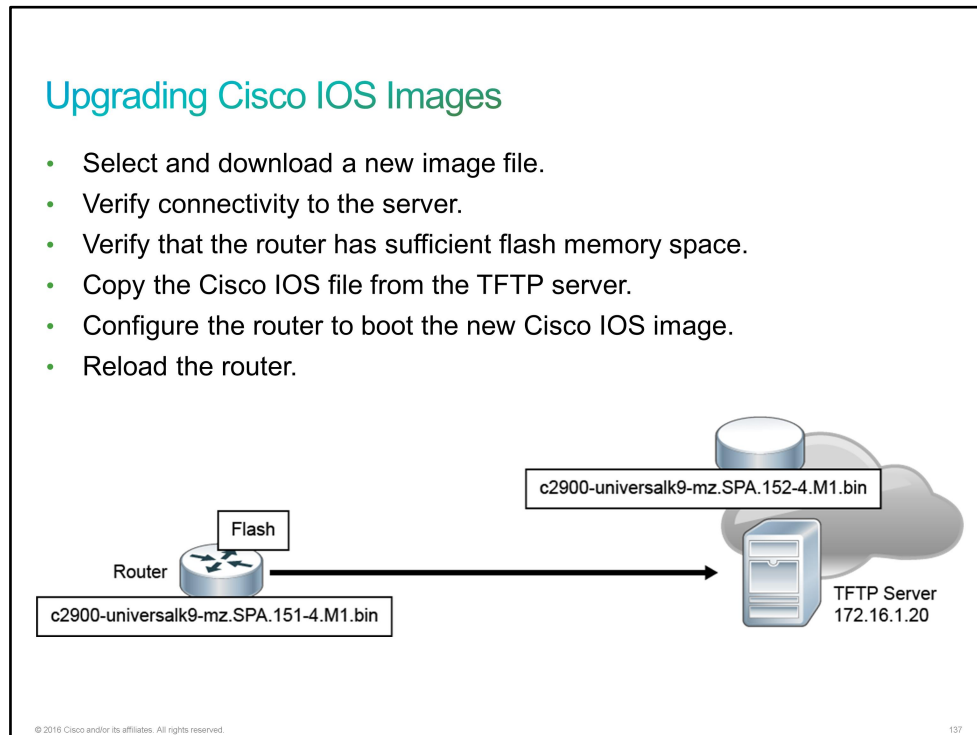 Upgrading Cisco IOS Images
• Select and download a new image file.
• Verify connectivity to the server.
• Verify that the router has sufficient flash memory space.
• Copy the Cisco IOS file from the TFTP server.
• Configure the router to boot the new Cisco IOS image.
• Reload the router.
c2900-universalk9-mz.SPA.152-4.M1.bin
Flash
Router
c2900-universalk9-mz.SPA.151-4.M1.bin
TFTP Server
172.16.1.20
© 2016 Cisco and/or its affiliates. All rights reserved.
137